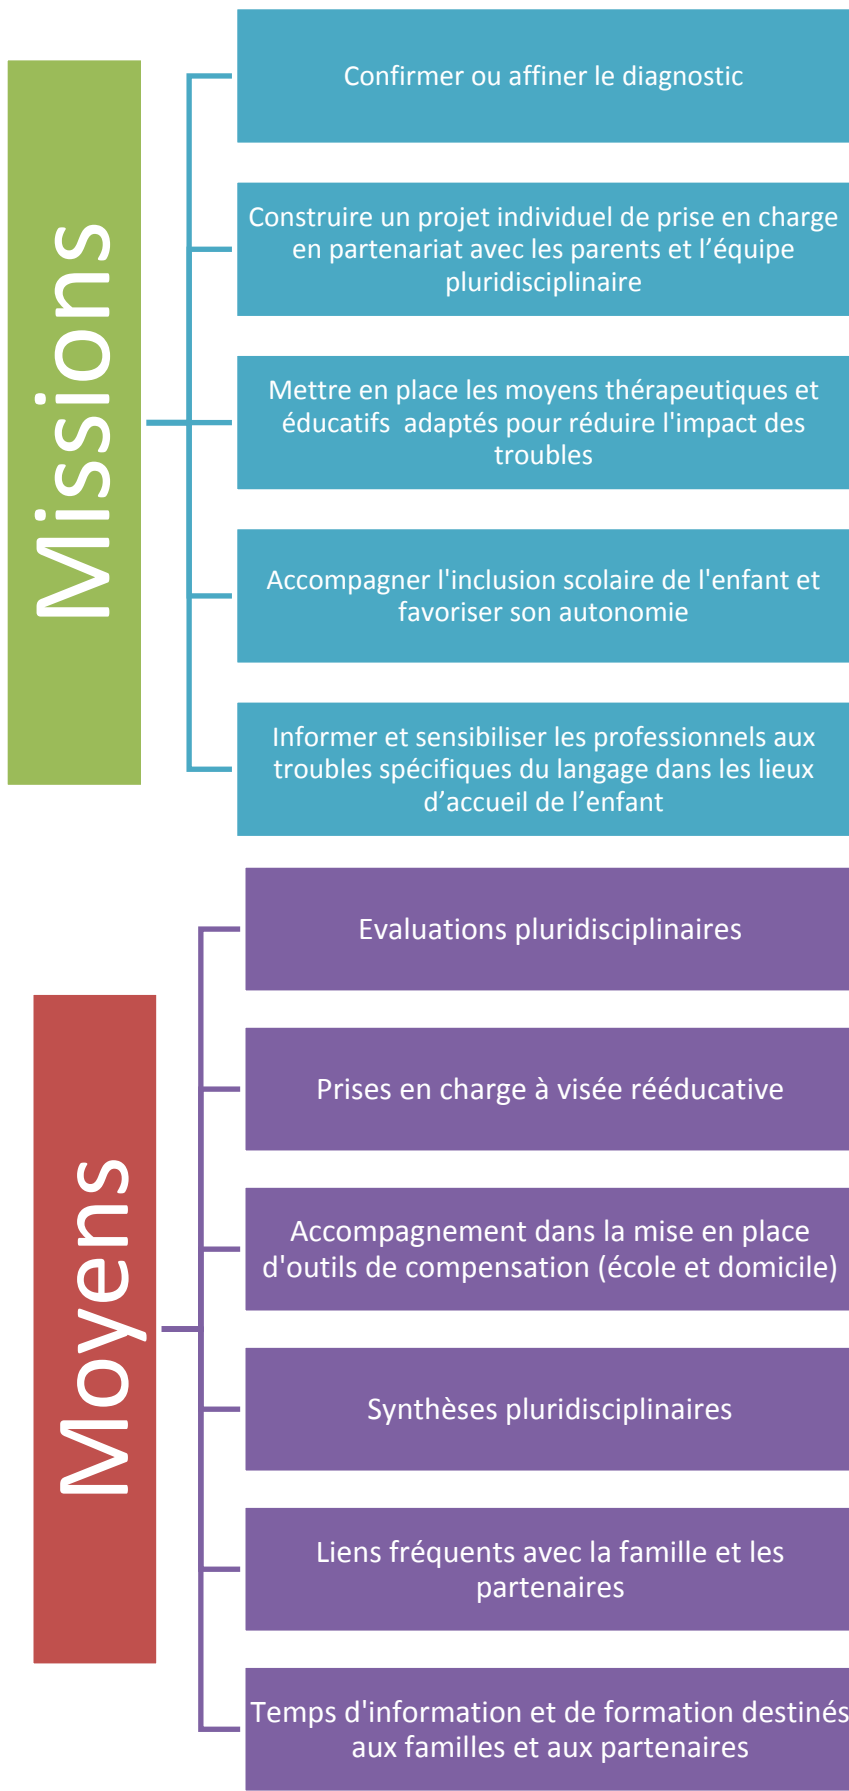 Missions
Confirmer ou affiner le diagnostic
Construire un projet individuel de prise en charge
en partenariat avec les parents et l’équipe
pluridisciplinaire
Mettre en place les moyens thérapeutiques et
éducatifs  adaptés pour réduire l'impact des
troubles
Accompagner l'inclusion scolaire de l'enfant et
favoriser son autonomie
Informer et sensibiliser les professionnels aux
troubles spécifiques du langage dans les lieux
d’accueil de l’enfant
Moyens
Evaluations pluridisciplinaires
Prises en charge à visée rééducative
Accompagnement dans la mise en place
d'outils de compensation (école et domicile)
Synthèses pluridisciplinaires
Liens fréquents avec la famille et les
partenaires
Temps d'information et de formation destinés
aux familles et aux partenaires